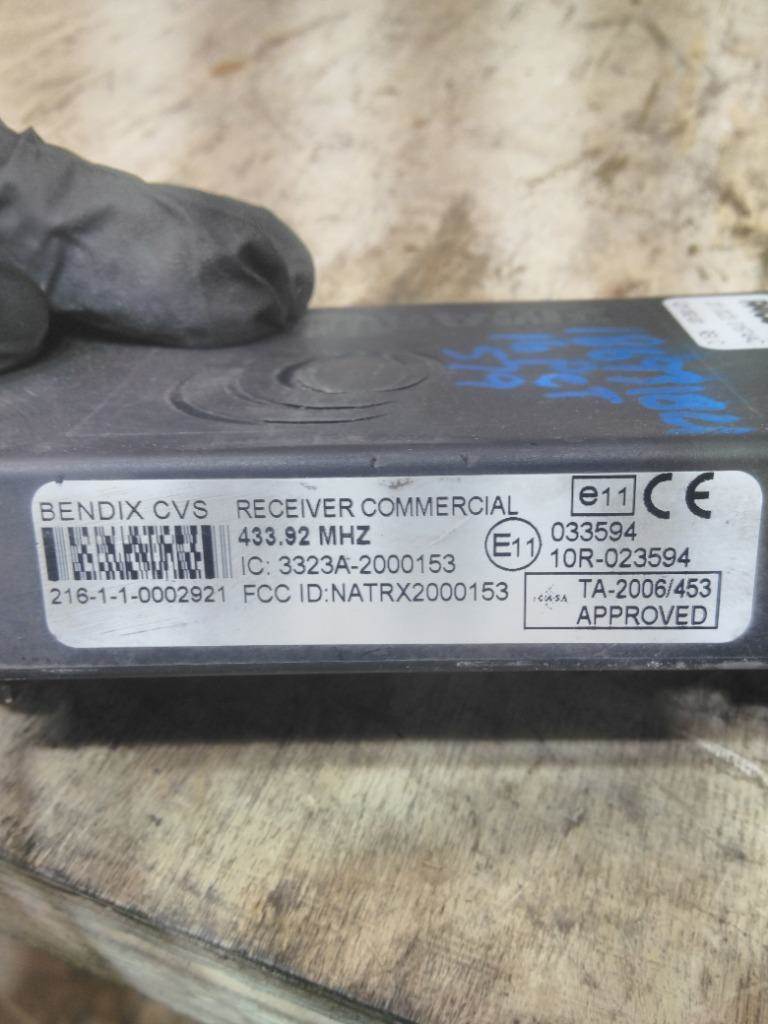 BENDIX CVS RECEIVER COMMERCIAL
e11 CE
433.92 MHZ
E11 033594
IC: 3323A-2000153
10R-023594
216-1-1-0002921 FCC ID:NATRX2000153
ICASA TA-2006/453
APPROVED